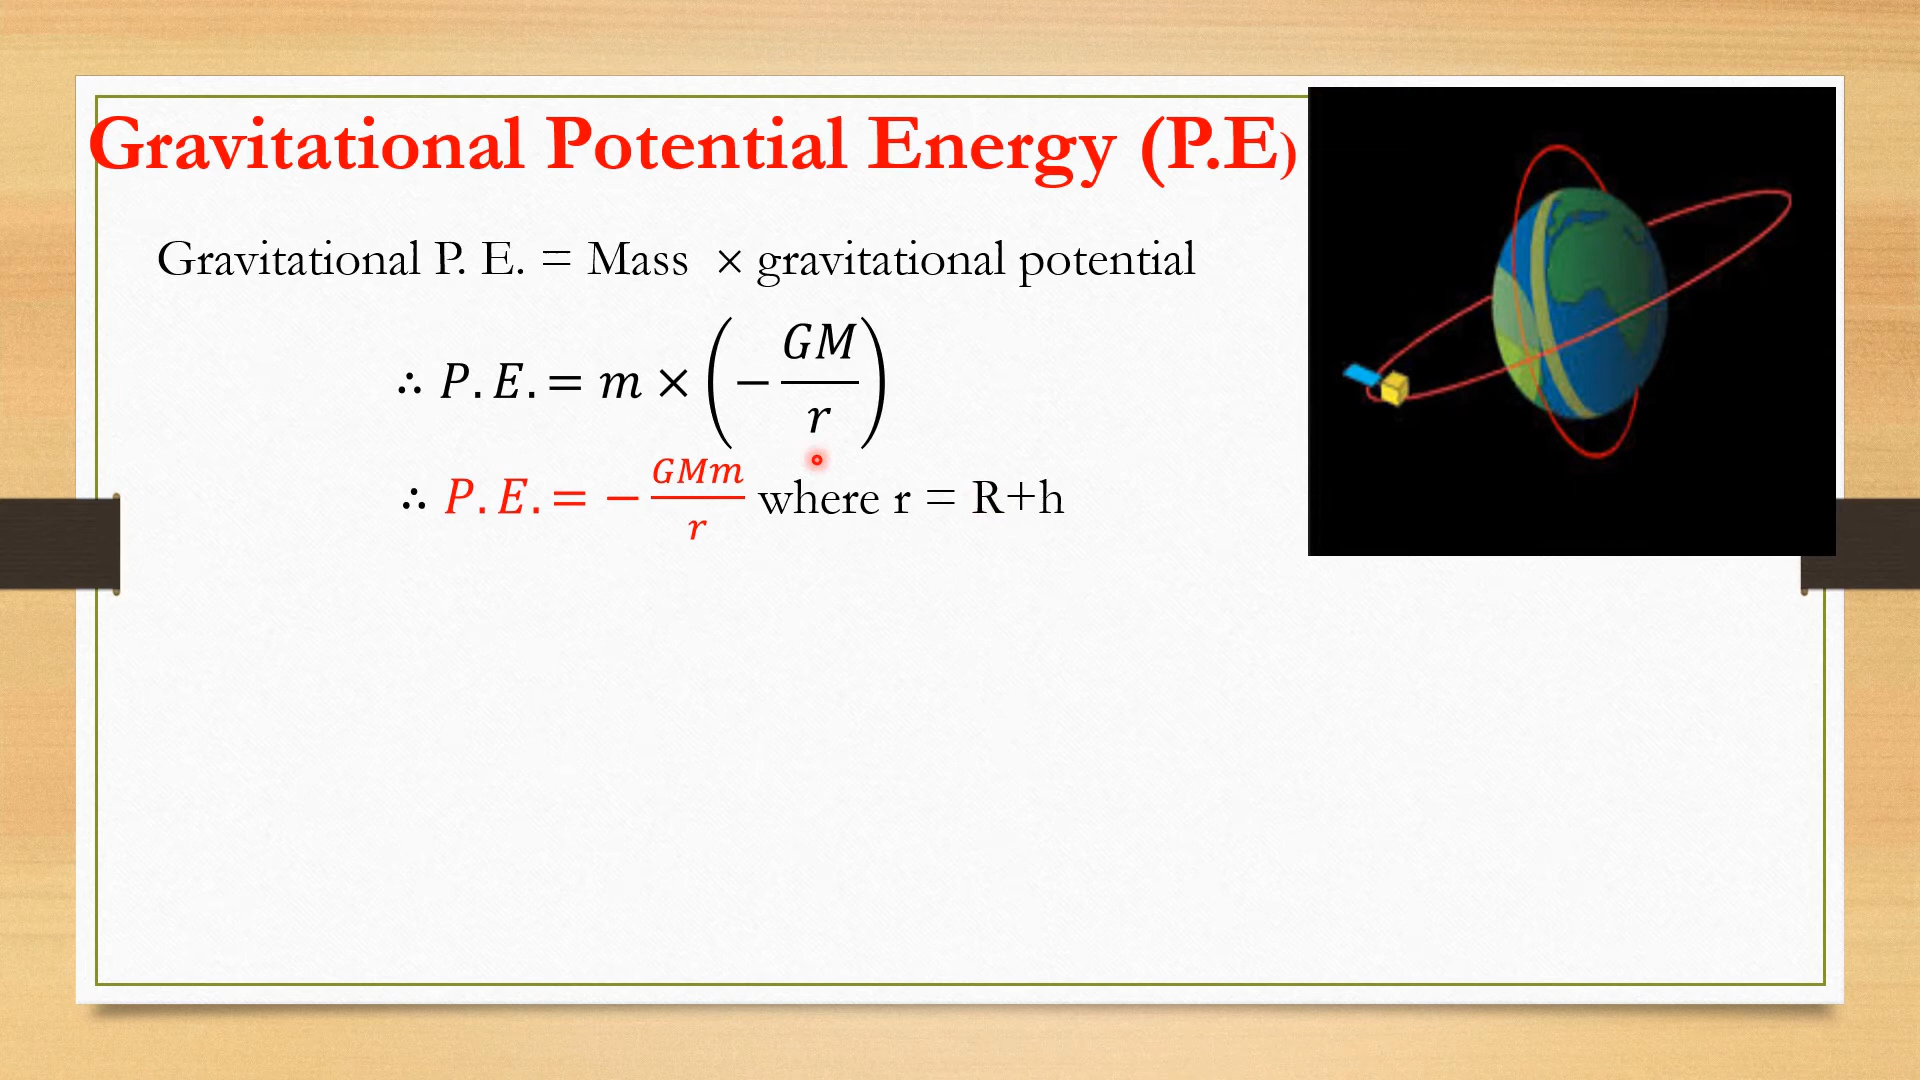 Gravitational Potential Energy (P.E)
Gravitational P. E. = Mass × gravitational potential
∴ P.E. = m × (−GM/r)
∴ P.E. = −GMm/r where r = R+h